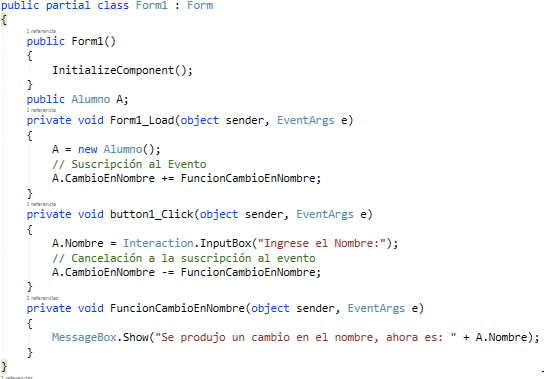 public partial class Form1 : Form
{
1 referencia
public Form1()
{
InitializeComponent();
}
public Alumno A;
1 referencia
private void Form1_Load(object sender, EventArgs e)
{
A = new Alumno();
// Suscripción al Evento
A.CambioEnNombre += FuncionCambioEnNombre;
}
1 referencia
private void button1_Click(object sender, EventArgs e)
{
A.Nombre = Interaction.InputBox("Ingrese el Nombre:");
// Cancelación a la suscripción al evento
A.CambioEnNombre -= FuncionCambioEnNombre;
}
2 referencias
private void FuncionCambioEnNombre(object sender, EventArgs e)
{
MessageBox.Show("Se produjo un cambio en el nombre, ahora es: " + A.Nombre);
}
}
2 referencias